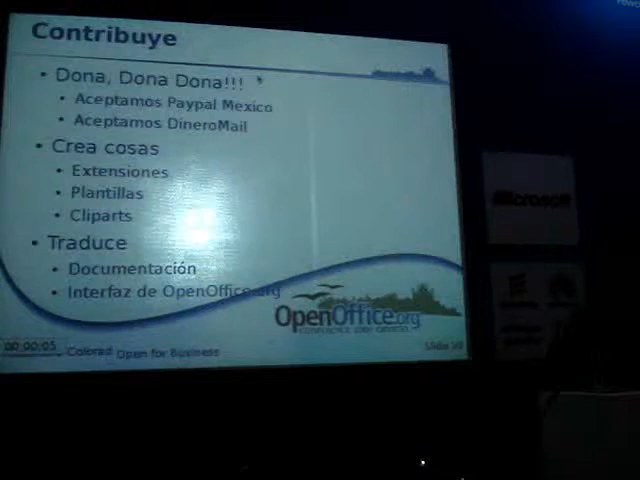 Contribuye
Dona, Dona Dona!!!
Aceptamos Paypal Mexico
Aceptamos DineroMail
Crea cosas
Extensiones
Plantillas
Cliparts
Traduce
Documentación
Interfaz de OpenOffice.org
OpenOffice.org
00:00:05
Open for Business
Microsoft